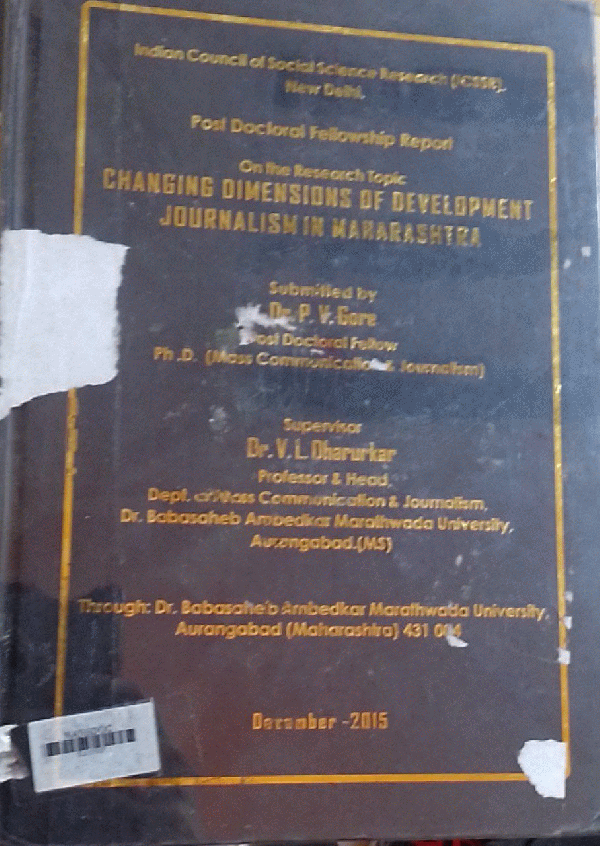 Indian Council of Social Science Research (ICSSR),
New Delhi.
Post Doctoral Fellowship Report
On the Research Topic
CHANGING DIMENSIONS OF DEVELOPMENT
JOURNALISM IN MAHARASHTRA
Submitted by
Dr. P. V. Gore
Post Doctoral Fellow
Ph.D. (Mass Communication & Journalism)
Supervisor
Dr. V. L. Dharurkar
Professor & Head,
Dept. of Mass Communication & Journalism,
Dr. Babasaheb Ambedkar Marathwada University,
Aurangabad.(MS)
Through: Dr. Babasaheb Ambedkar Marathwada University,
Aurangabad (Maharashtra) 431 004
December -2015